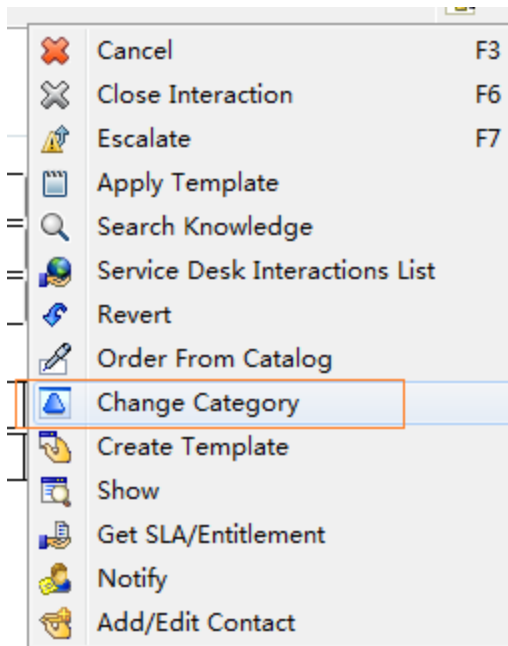 Cancel F3
Close Interaction F6
Escalate F7
Apply Template
Search Knowledge
Service Desk Interactions List
Revert
Order From Catalog
Change Category
Create Template
Show
Get SLA/Entitlement
Notify
Add/Edit Contact